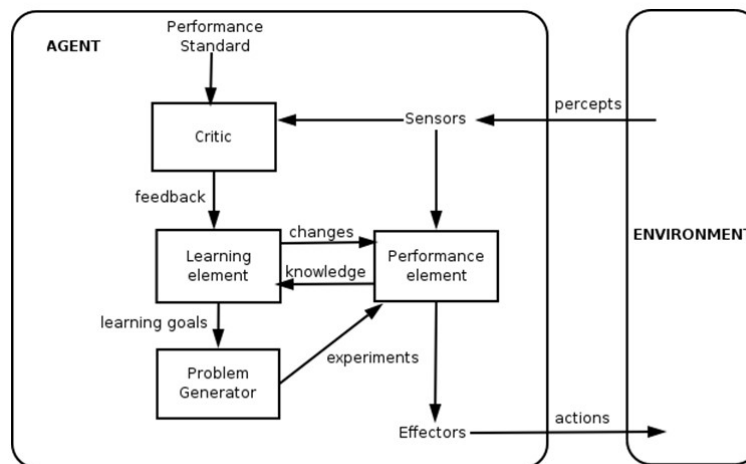 AGENT
Performance
Standard
Critic
Sensors
percepts
feedback
changes
Learning
element
knowledge
Performance
element
ENVIRONMENT
learning goals
experiments
Problem
Generator
Effectors
actions